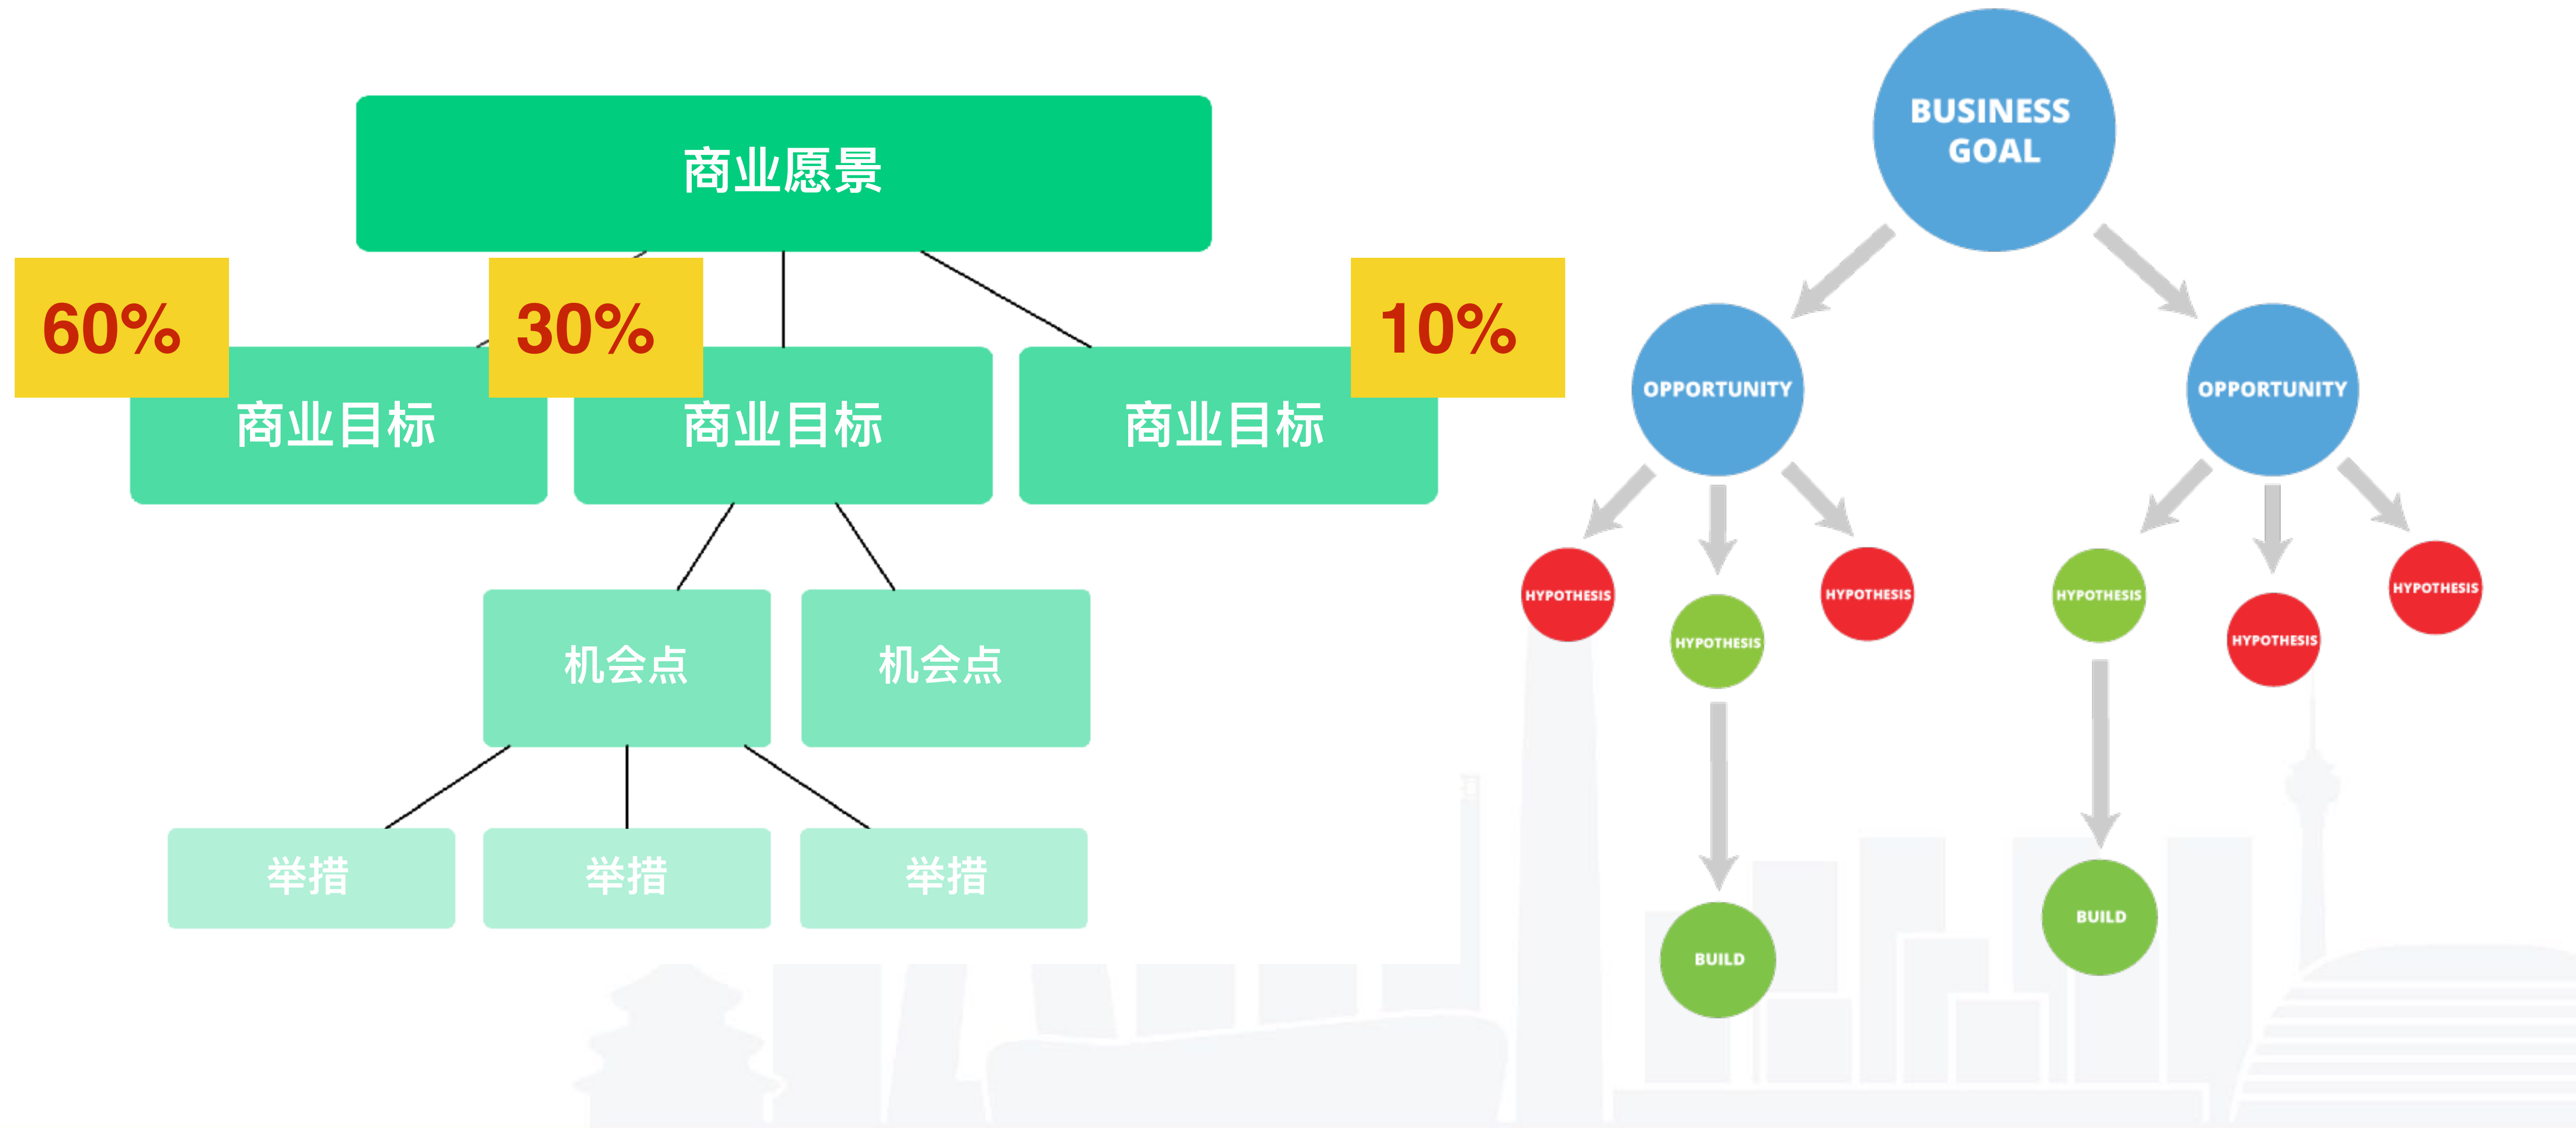 商业愿景
60%
30%
10%
商业目标
商业目标
商业目标
机会点
机会点
举措
举措
举措
BUSINESS
GOAL
OPPORTUNITY
OPPORTUNITY
HYPOTHESIS
HYPOTHESIS
HYPOTHESIS
HYPOTHESIS
HYPOTHESIS
HYPOTHESIS
BUILD
BUILD